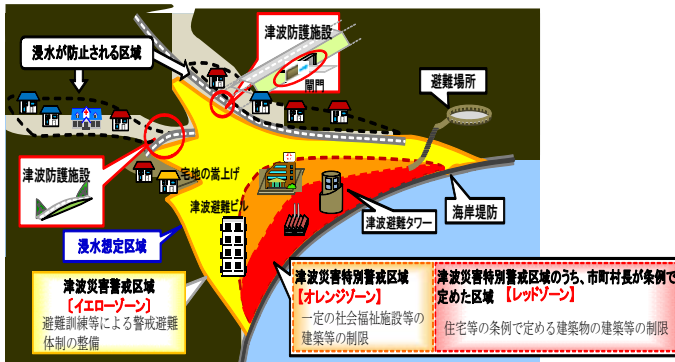 津波防護施設
閘門
浸水が防止される区域
避難場所
津波防護施設
宅地の嵩上げ
津波避難ビル
津波避難タワー
海岸堤防
浸水想定区域
津波災害警戒区域
［イエローゾーン］
避難訓練等による警戒避難
体制の整備
津波災害特別警戒区域
【オレンジゾーン】
一定の社会福祉施設等の
建築等の制限
津波災害特別警戒区域のうち、市町村長が条例で
定めた区域 【レッドゾーン】
住宅等の条例で定める建築物の建築等の制限